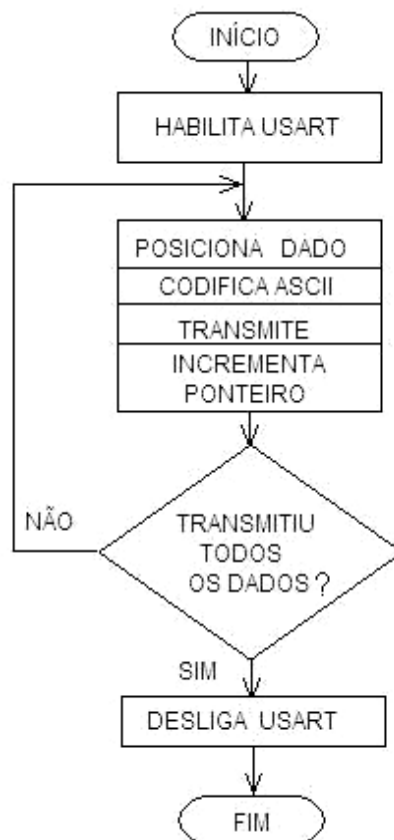 INÍCIO
HABILITA USART
POSICIONA DADO
CODIFICA ASCII
TRANSMITE
INCREMENTA
PONTEIRO
NÃO
TRANSMITIU
TODOS
OS DADOS?
SIM
DESLIGA USART
FIM